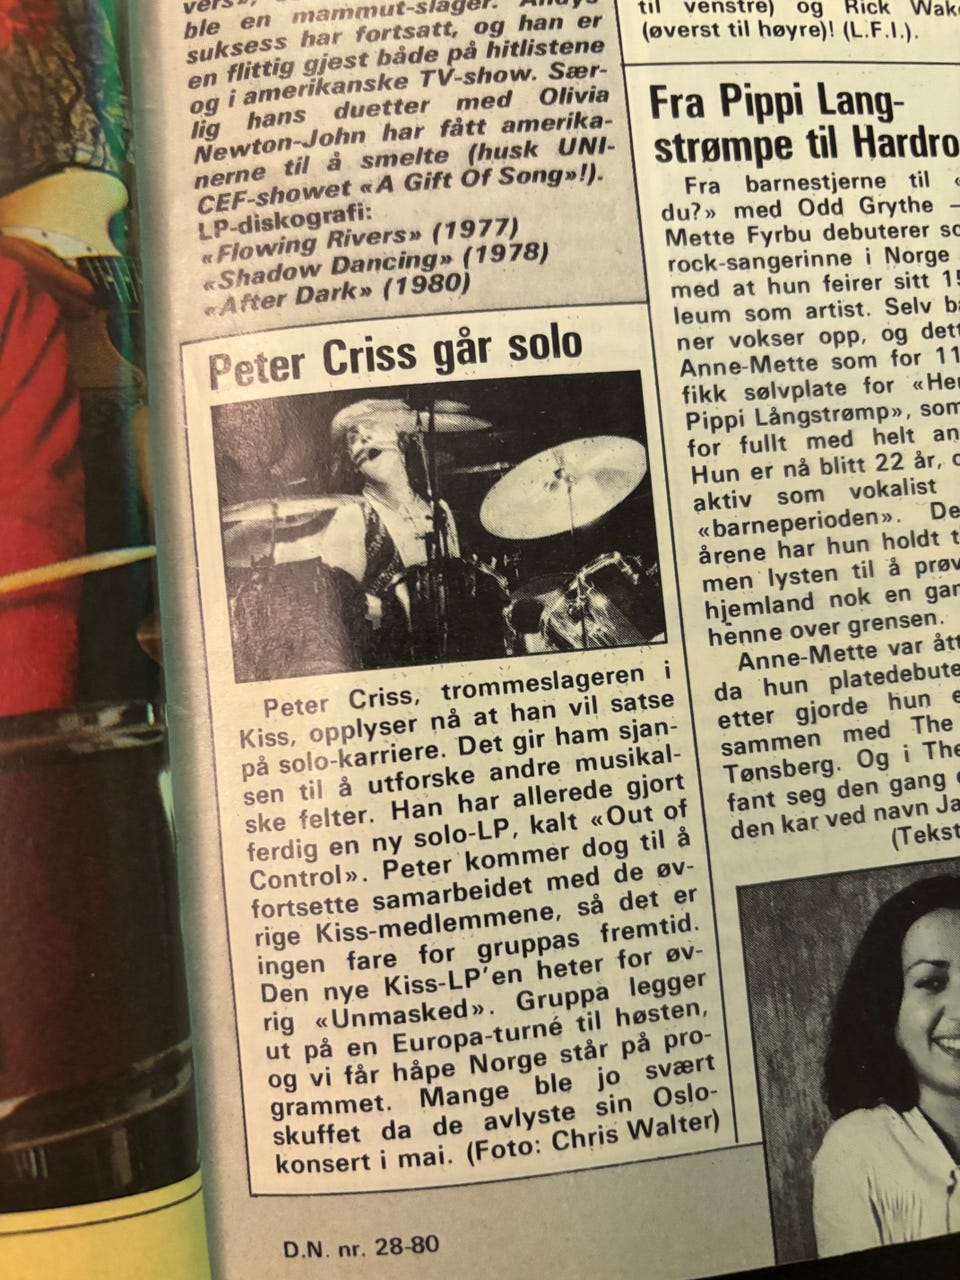 ble en mammut-slager. Andys
suksess har fortsatt, og han er
en flittig gjest både på hitlistene
og i amerikanske TV-show. Sær-
lig hans duetter med Olivia
Newton-John har fått amerika-
nerne til å smelte (husk UNI-
CEF-showet «A Gift Of Song»!).
LP-diskografi:
«Flowing Rivers» (1977)
«Shadow Dancing» (1978)
«After Dark» (1980)
Peter Criss går solo
Peter Criss, trommeslageren i
Kiss, opplyser nå at han vil satse
på solo-karriere. Det gir ham sjan-
sen til å utforske andre musikal-
ske felter. Han har allerede gjort
ferdig en ny solo-LP, kalt «Out of
Control». Peter kommer dog til å
fortsette samarbeidet med de øv-
rige Kiss-medlemmene, så det er
ingen fare for gruppas fremtid.
Den nye Kiss-LP'en heter for øv-
rig «Unmasked». Gruppa legger
ut på en Europa-turné til høsten,
og vi får håpe Norge står på pro-
grammet. Mange ble jo svært
skuffet da de avlyste sin Oslo-
konsert i mai. (Foto: Chris Walter)
D.N. nr. 28-80
til venstre) og Rick
(øverst til høyre)! (L.F.I.).
Fra Pippi Lang-
strømpe til
Fra barnestjerne til
du?» med Odd Grythe –
Mette Fyrbu debuterer
rock-sangerinne i Norge
med at hun feirer sitt
leum som artist. Selv
ner vokser opp, og
Anne-Mette som for 11
fikk sølvplate for
Pippi Långstrømp», som
for fullt med helt
Hun er nå blitt 22 år,
aktiv som vokalist
«barneperioden».
årene har hun holdt
men lysten til å
hjemland nok en
henne over grensen.
Anne-Mette var
da hun
etter gjorde hun
sammen med The
Tønsberg. Og i
fant seg den gang
den kar ved navn
(Tekst